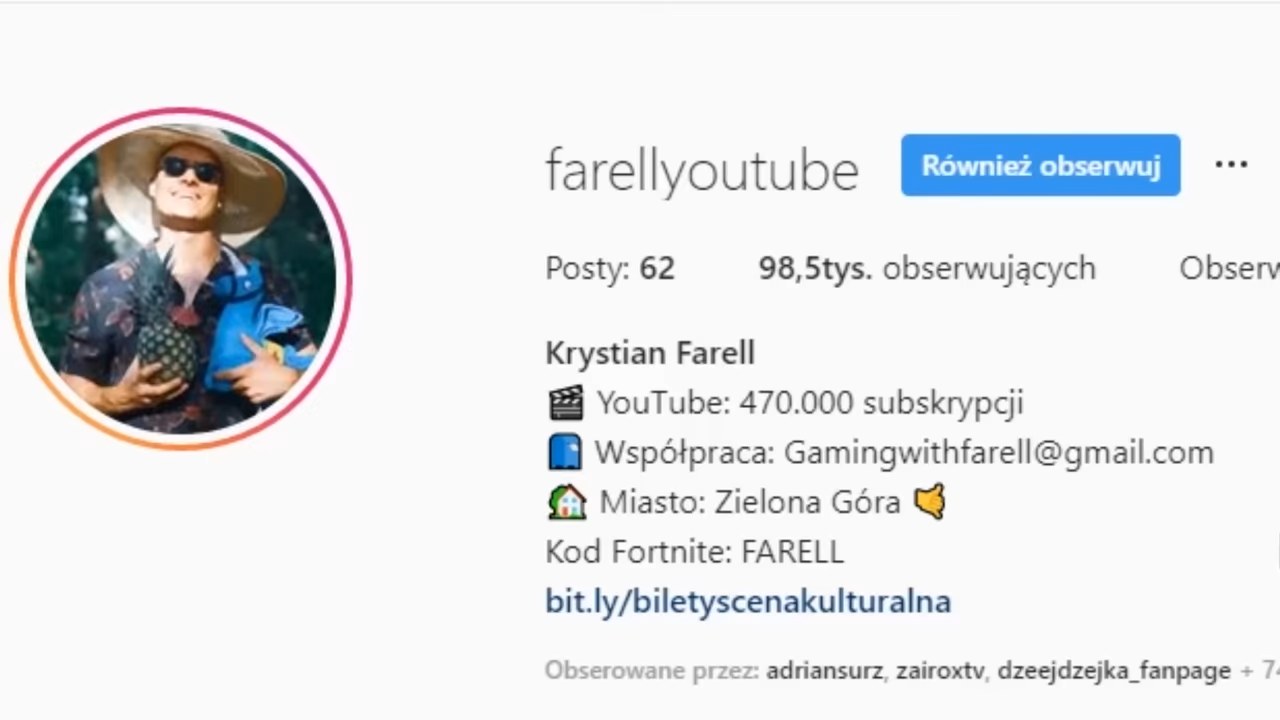 farellyoutube Również obserwuj ...
Posty: 62 98,5tys. obserwujących
Krystian Farell
YouTube: 470.000 subskrypcji
Współpraca: Gamingwithfarell@gmail.com
Miasto: Zielona Góra
Kod Fortnite: FARELL
bit.ly/biletyscenakulturalna
Obserowane przez: adriansurz, zairoxtv, dzeejdzejka_fanpage +